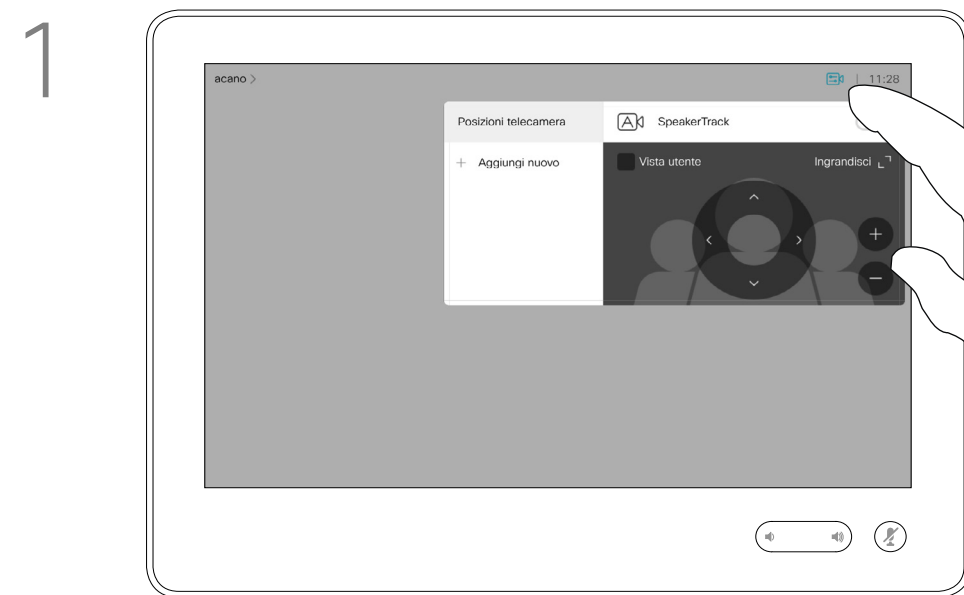 1
acano >
| 11:28
Posizioni telecamera
A SpeakerTrack
+ Aggiungi nuovo
Vista utente
Ingrandisci